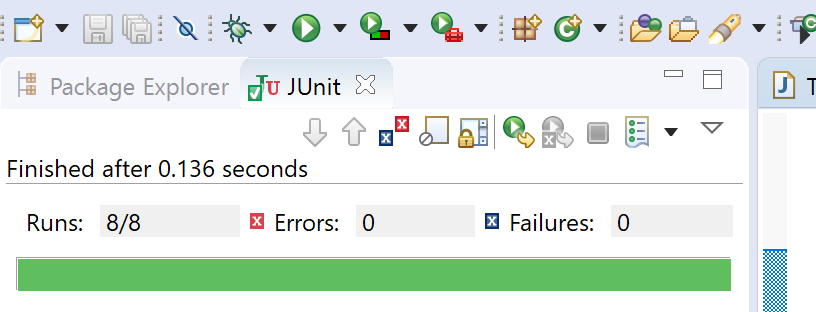 Package Explorer JUnit
Finished after 0.136 seconds
Runs: 8/8 Errors: 0 Failures: 0